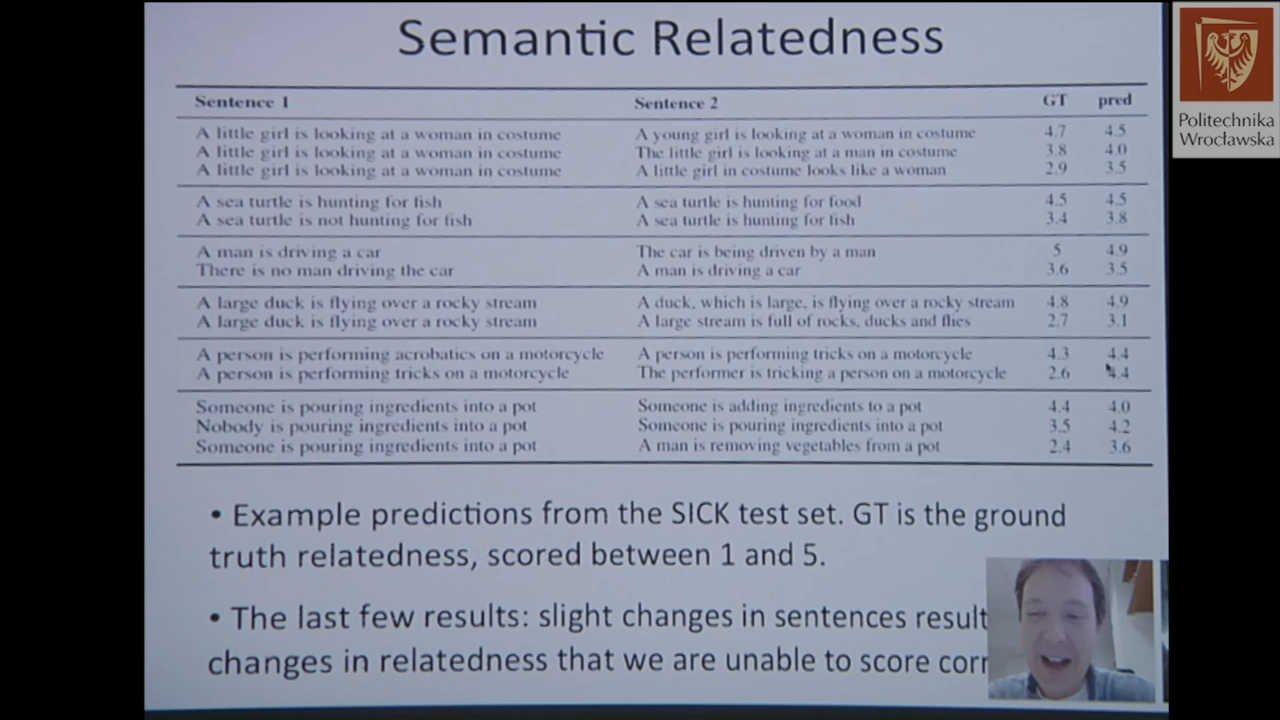 Semantic Relatedness
Politechnika
Wrocławska
Sentence 1 Sentence 2 GT pred
A little girl is looking at a woman in costume A young girl is looking at a woman in costume 4.7 4.5
A little girl is looking at a woman in costume The little girl is looking at a man in costume 3.8 4.0
A little girl is looking at a woman in costume A little girl in costume looks like a woman 2.9 3.5
A sea turtle is hunting for fish A sea turtle is hunting for food 4.5 4.5
A sea turtle is not hunting for fish A sea turtle is hunting for fish 3.4 3.8
A man is driving a car The car is being driven by a man 5 4.9
There is no man driving the car A man is driving a car 3.6 3.5
A large duck is flying over a rocky stream A duck, which is large, is flying over a rocky stream 4.8 4.9
A large duck is flying over a rocky stream A large stream is full of rocks, ducks and flies 2.7 3.1
A person is performing acrobatics on a motorcycle A person is performing tricks on a motorcycle 4.3 4.4
A person is performing tricks on a motorcycle The performer is tricking a person on a motorcycle 2.6 4.4
Someone is pouring ingredients into a pot Someone is adding ingredients to a pot 4.4 4.0
Nobody is pouring ingredients into a pot Someone is pouring ingredients into a pot 3.5 4.2
Someone is pouring ingredients into a pot A man is removing vegetables from a pot 2.4 3.6
• Example predictions from the SICK test set. GT is the ground
truth relatedness, scored between 1 and 5.
• The last few results: slight changes in sentences result
changes in relatedness that we are unable to score